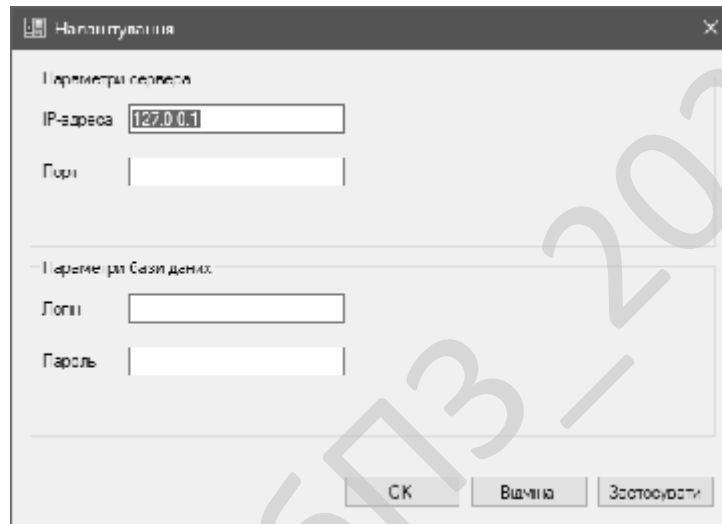 Налаштування
Параметри сервера
IP-адреса 127.0.0.1
Порт
Параметри бази даних
Логін
Пароль
ОК Відміна Застосувати